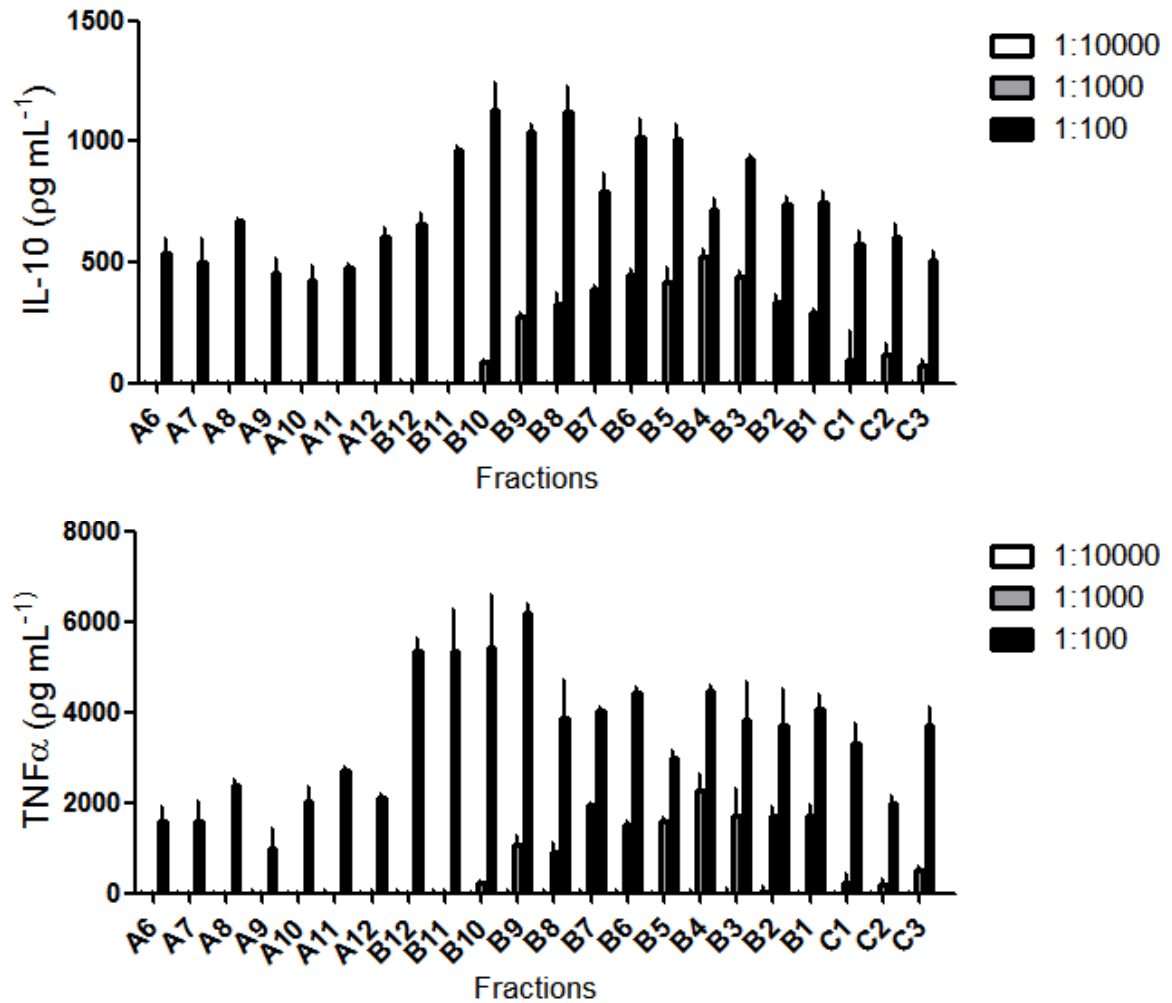 1500
1000
500
0
IL-10 (ρg mL⁻¹)
A6 A7 A8 A9 A10 A11 A12 B12 B11 B10 B9 B8 B7 B6 B5 B4 B3 B2 B1 C1 C2 C3
Fractions
1:10000
1:1000
1:100
8000
6000
4000
2000
0
TNFα (ρg mL⁻¹)
A6 A7 A8 A9 A10 A11 A12 B12 B11 B10 B9 B8 B7 B6 B5 B4 B3 B2 B1 C1 C2 C3
Fractions
1:10000
1:1000
1:100